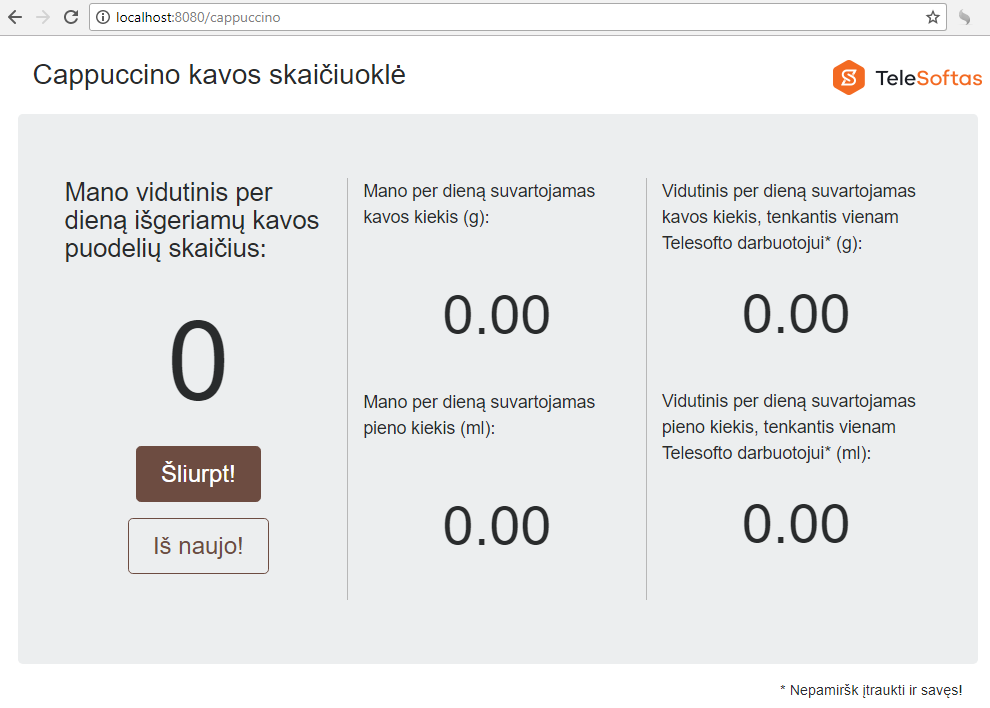 localhost:8080/cappuccino
Cappuccino kavos skaičiuoklė
TeleSoftas
Mano vidutinis per
dieną išgeriamų kavos
puodelių skaičius:
0
Šliurpt!
Iš naujo!
Mano per dieną suvartojamas
kavos kiekis (g):
0.00
Mano per dieną suvartojamas
pieno kiekis (ml):
0.00
Vidutinis per dieną suvartojamas
kavos kiekis, tenkantis vienam
Telesofto darbuotojui* (g):
0.00
Vidutinis per dieną suvartojamas
pieno kiekis, tenkantis vienam
Telesofto darbuotojui* (ml):
0.00
* Nepamiršk įtraukti ir savęs!